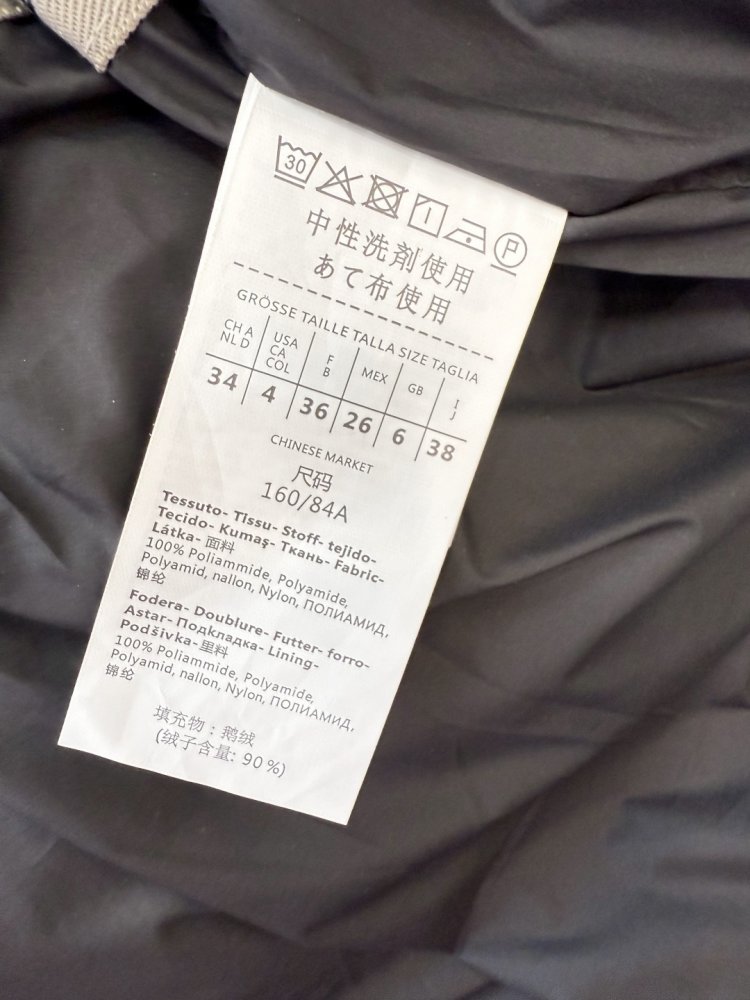 30 P
中性洗剤使用
あて布使用
GRÖSSE TAILLE TALLA SIZE TAGLIA
CH A NL D USA CA COL F B MEX GB I J
34 4 36 26 6 38
CHINESE MARKET
尺码
160/84A
Tessuto- Tissu- Stoff- tejido-
Tecido- Kumaş- Ткань- Fabric-
Látka- 面料
100% Poliammide, Polyamide,
Polyamid, nallon, Nylon, ПОЛИАМИД,
锦纶
Fodera- Doublure- Futter- forro-
Astar- Подкладка- Lining-
Podšivka- 里料
100% Poliammide, Polyamide,
Polyamid, nallon, Nylon, ПОЛИАМИД,
锦纶
填充物：鹅绒
(绒子含量: 90%)